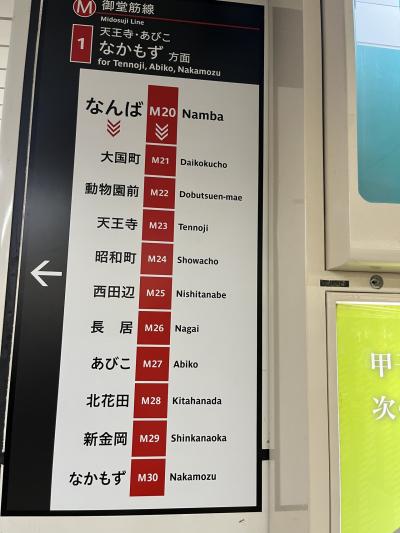 M 御堂筋線
Midosuji Line
1 天王寺・あびこ
なかもず 方面
for Tennoji, Abiko, Nakamozu
なんば M20 Namba
大国町 M21 Daikokucho
動物園前 M22 Dobutsuen-mae
天王寺 M23 Tennoji
昭和町 M24 Showacho
西田辺 M25 Nishitanabe
長居 M26 Nagai
あびこ M27 Abiko
北花田 M28 Kitahanada
新金岡 M29 Shinkanaoka
なかもず M30 Nakamozu
甲
次